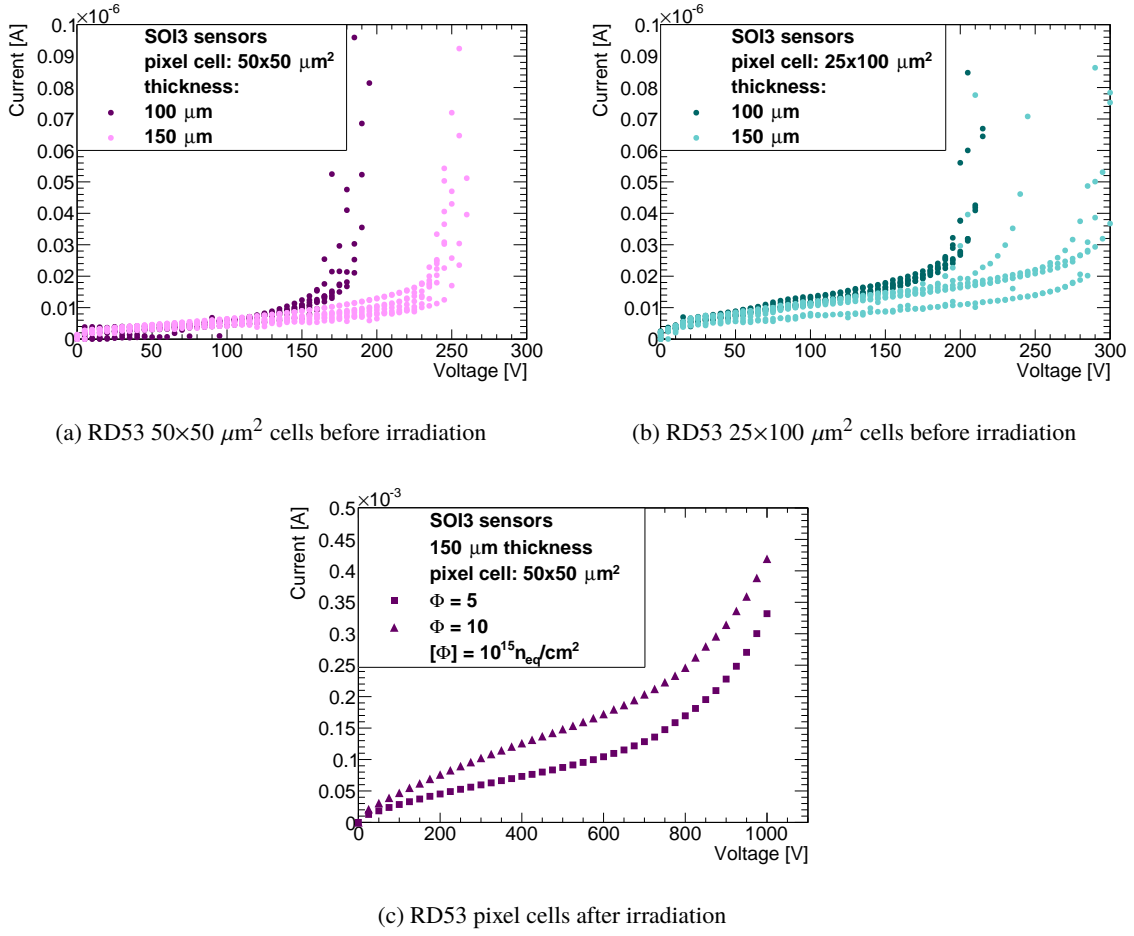 ×10⁻⁶
Current [A]
SOI3 sensors
pixel cell: 50x50 μm²
thickness:
100 μm
150 μm
0.1
0.09
0.08
0.07
0.06
0.05
0.04
0.03
0.02
0.01
0
0 50 100 150 200 250 300
Voltage [V]
(a) RD53 50×50 μm² cells before irradiation
×10⁻⁶
Current [A]
SOI3 sensors
pixel cell: 25x100 μm²
thickness:
100 μm
150 μm
0.1
0.09
0.08
0.07
0.06
0.05
0.04
0.03
0.02
0.01
0
0 50 100 150 200 250 300
Voltage [V]
(b) RD53 25×100 μm² cells before irradiation
×10⁻³
Current [A]
SOI3 sensors
150 μm thickness
pixel cell: 50x50 μm²
Φ = 5
Φ = 10
[Φ] = 10¹⁵nₑq/cm²
0.5
0.45
0.4
0.35
0.3
0.25
0.2
0.15
0.1
0.05
0
0 200 400 600 800 1000
Voltage [V]
(c) RD53 pixel cells after irradiation